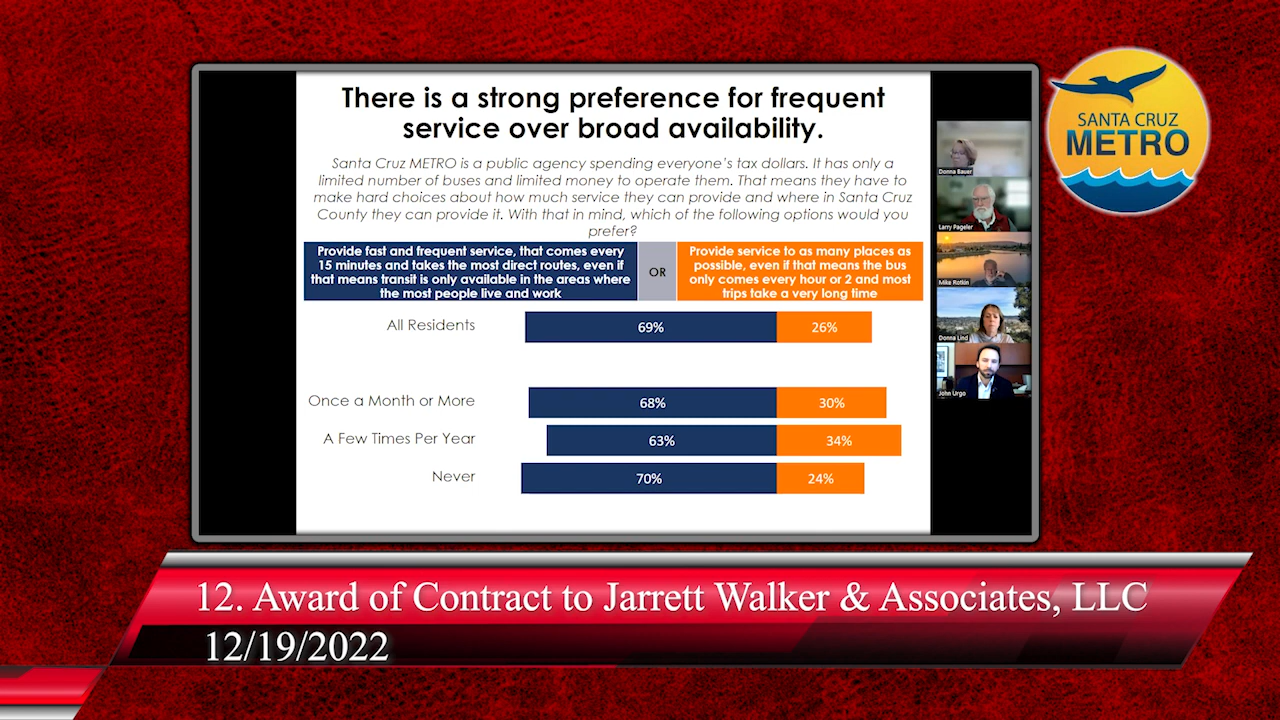 There is a strong preference for frequent
service over broad availability.
Santa Cruz METRO is a public agency spending everyone's tax dollars. It has only a
limited number of buses and limited money to operate them. That means they have to
make hard choices about how much service they can provide and where in Santa Cruz
County they can provide it. With that in mind, which of the following options would you
prefer?
Provide fast and frequent service, that comes every
15 minutes and takes the most direct routes, even if
that means transit is only available in the areas where
the most people live and work
OR
Provide service to as many places as
possible, even if that means the bus
only comes every hour or 2 and most
trips take a very long time
All Residents 69% 26%
Once a Month or More 68% 30%
A Few Times Per Year 63% 34%
Never 70% 24%
Donna Bauer
Larry Pageler
Mike Rotkin
Donna Lind
John Urgo
SANTA CRUZ
METRO
12. Award of Contract to Jarrett Walker & Associates, LLC
12/19/2022